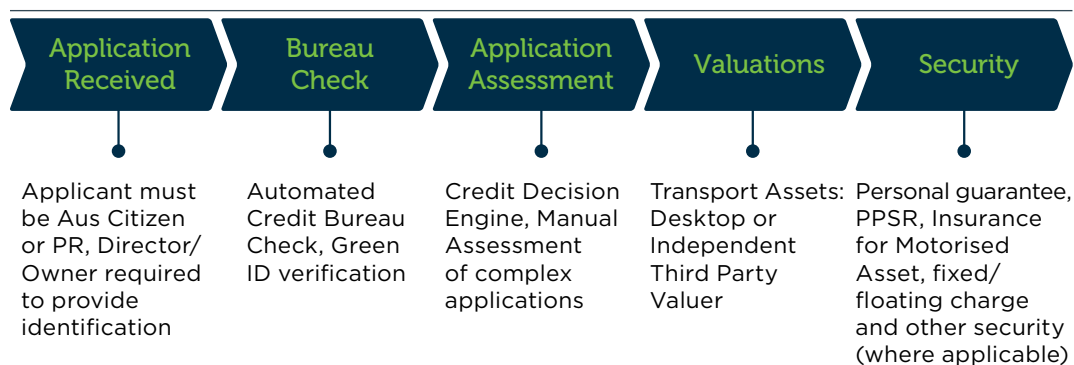 Application
Received
Bureau
Check
Application
Assessment
Valuations
Security
Applicant must
be Aus Citizen
or PR, Director/
Owner required
to provide
identification
Automated
Credit Bureau
Check, Green
ID verification
Credit Decision
Engine, Manual
Assessment
of complex
applications
Transport Assets:
Desktop or
Independent
Third Party
Valuer
Personal guarantee,
PPSR, Insurance
for Motorised
Asset, fixed/
floating charge
and other security
(where applicable)